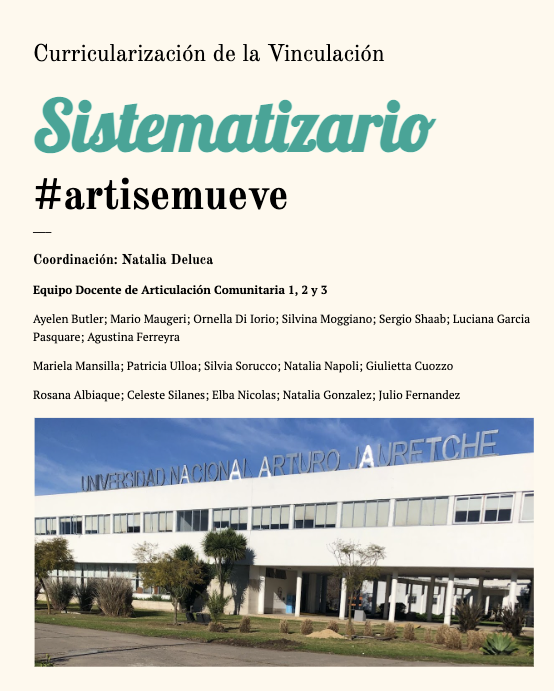 Curricularización de la Vinculación
Sistematizario
#artisemueve
Coordinación: Natalia Deluca
Equipo Docente de Articulación Comunitaria 1, 2 y 3
Ayelen Butler; Mario Maugeri; Ornella Di Iorio; Silvina Moggiano; Sergio Shaab; Luciana Garcia
Pasquare; Agustina Ferreyra
Mariela Mansilla; Patricia Ulloa; Silvia Sorucco; Natalia Napoli; Giulietta Cuozzo
Rosana Albiaque; Celeste Silanes; Elba Nicolas; Natalia Gonzalez; Julio Fernandez
UNIVERSIDAD NACIONAL ARTURO JAURETCHE